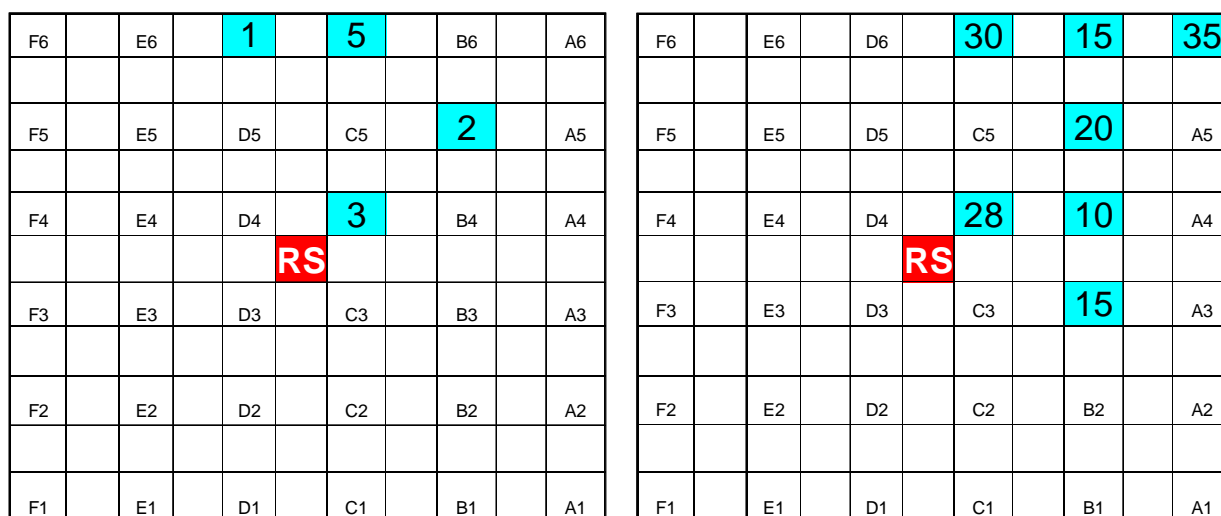 F6 E6 1 5 B6 A6
F5 E5 D5 C5 2 A5
F4 E4 D4 3 B4 A4
RS
F3 E3 D3 C3 B3 A3
F2 E2 D2 C2 B2 A2
F1 E1 D1 C1 B1 A1
F6 E6 D6 30 15 35
F5 E5 D5 C5 20 A5
F4 E4 D4 28 10 A4
RS
F3 E3 D3 C3 15 A3
F2 E2 D2 C2 B2 A2
F1 E1 D1 C1 B1 A1